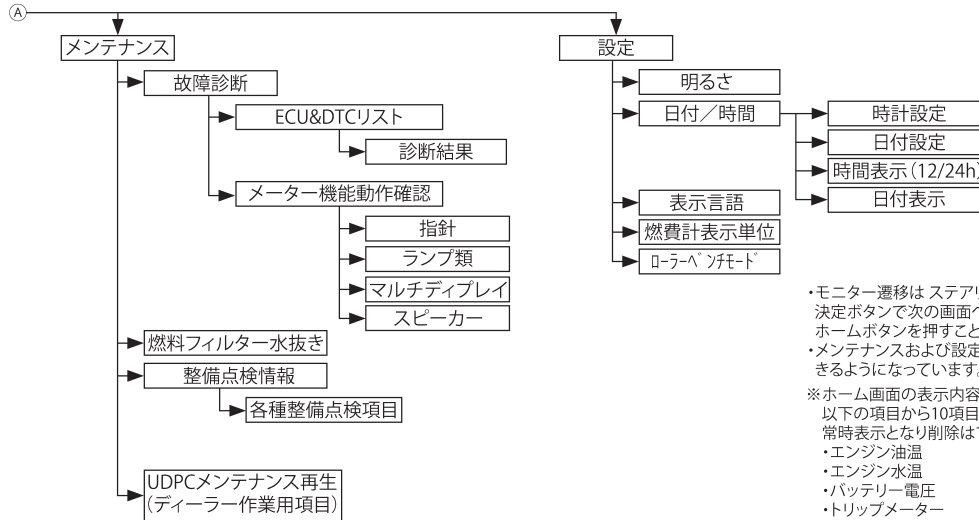 A
メンテナンス
故障診断
ECU&DTCリスト
診断結果
メーター機能動作確認
指針
ランプ類
マルチディプレイ
スピーカー
燃料フィルター水抜き
整備点検情報
各種整備点検項目
UDPCメンテナンス再生
(ディーラー作業用項目)
設定
明るさ
日付／時間
時計設定
日付設定
時間表示(12/24h)
日付表示
表示言語
燃費計表示単位
ﾛｰﾗｰﾍﾞﾝﾁﾓｰﾄﾞ
・モニター遷移は ステアリ
決定ボタンで次の画面へ
ホームボタンを押すこと
・メンテナンスおよび設定
きるようになっています。
※ホーム画面の表示内容
以下の項目から10項目
常時表示となり削除は
・エンジン油温
・エンジン水温
・バッテリー電圧
・トリップメーター